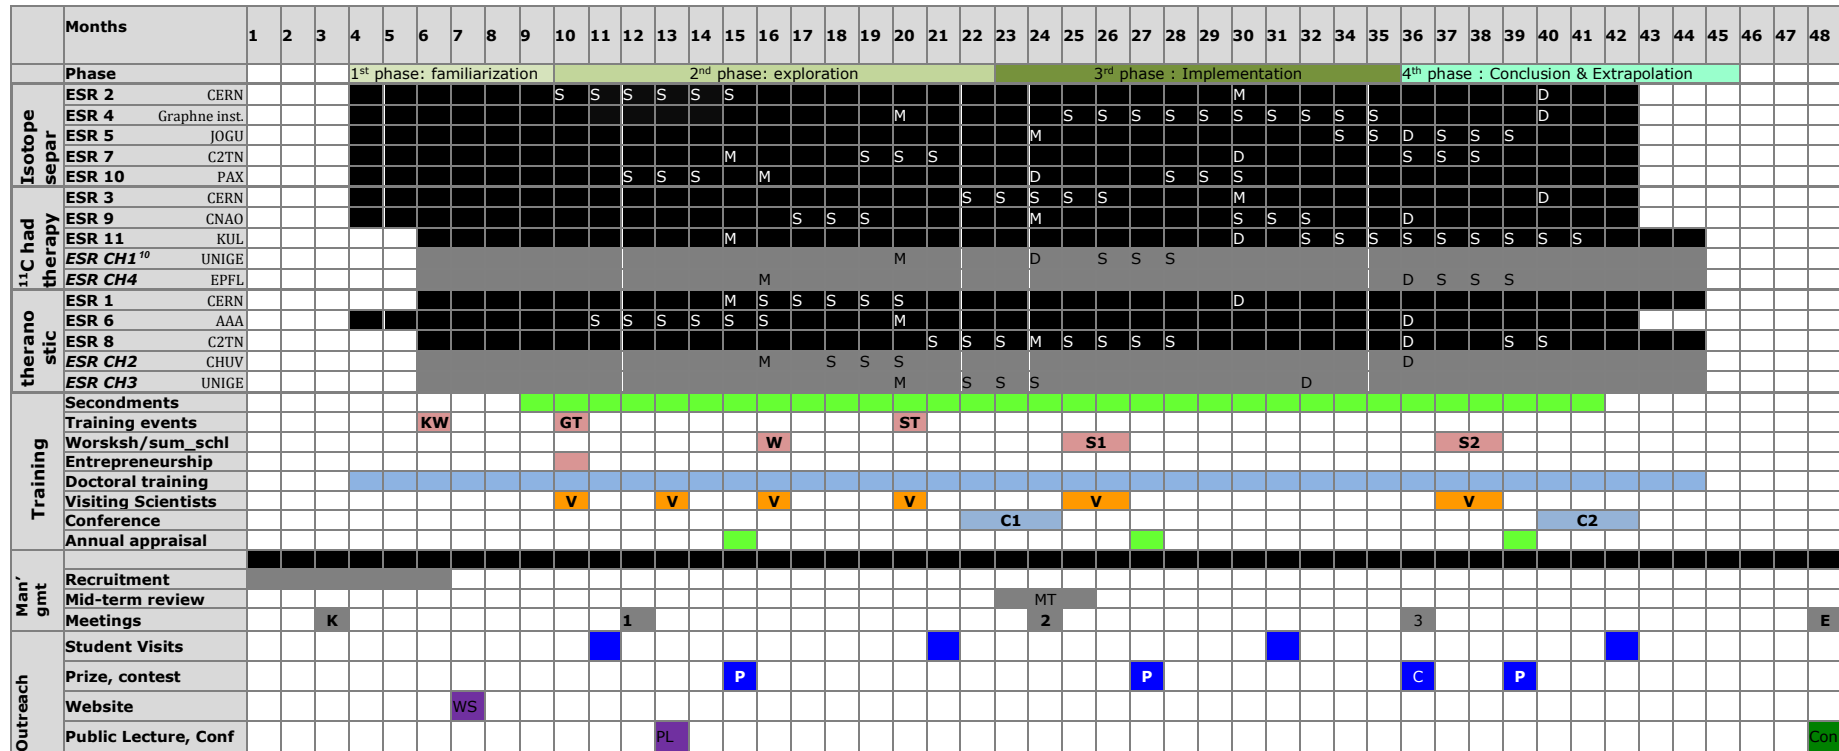 Months 1 2 3 4 5 6 7 8 9 10 11 12 13 14 15 16 17 18 19 20 21 22 43 24 25 26 27 28 29 30 31 32 34 35 36 37 38 39 40 41 42 43 44 45 46 47 48
Phase 1st phase: familiarization 2nd phase: exploration 3rd phase : Implementation 4th phase : Conclusion & Extrapolation
Isotope
separ
ESR 2 CERN S S S S S S M D
ESR 4 Graphne inst. M S S S S S S S S S S D
ESR 5 JOGU M S S D S S S
ESR 7 C2TN M S S S D S S S
ESR 10 PAX S S S M D S S S
11C had
therapy
ESR 3 CERN S S S S S M D
ESR 9 CNAO S S S M S S S D
ESR 11 KUL M D S S S S S S S S S
ESR CH1 10 UNIGE M D S S S
ESR CH4 EPFL M D S S S
therano
stic
ESR 1 CERN M S S S S S D
ESR 6 AAA S S S S S S M D
ESR 8 C2TN S S S M S S S S D S S
ESR CH2 CHUV M S S S D
ESR CH3 UNIGE M S S S D
Training
Secondments
Training events KW GT ST
Worsksh/sum_schl W S1 S2
Entrepreneurship
Doctoral training
Visiting Scientists V V V V V V
Conference C1 C2
Annual appraisal
Man'
gmt
Recruitment
Mid-term review MT
Meetings K 1 2 3 E
Outreach
Student Visits
Prize, contest P P C P
Website WS
Public Lecture, Conf PL Con